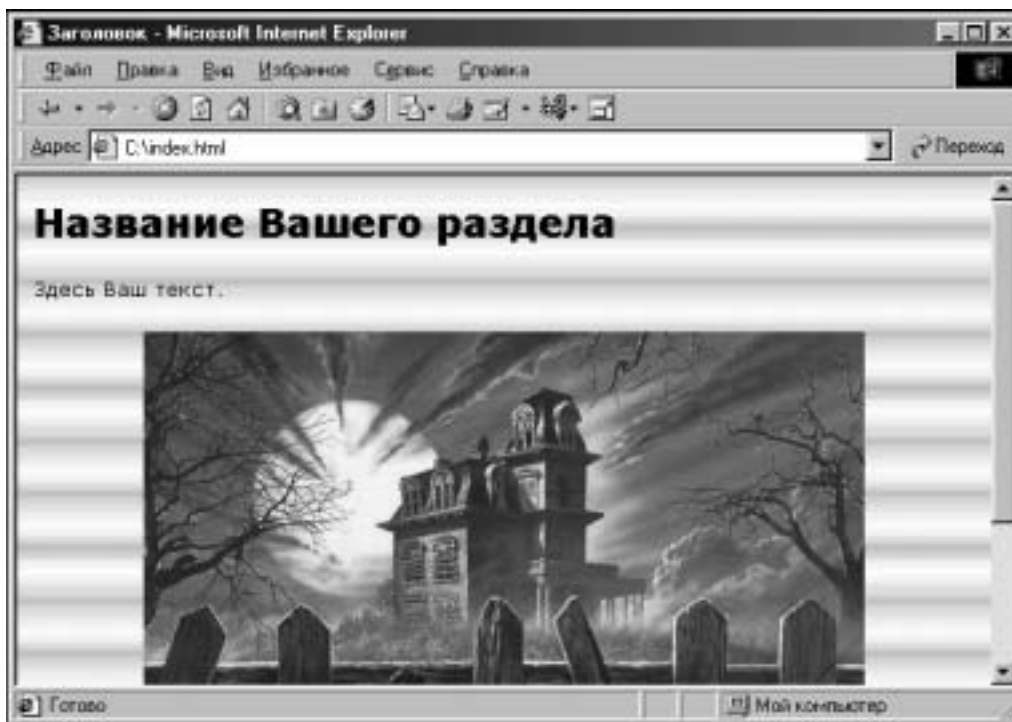 Заголовок - Microsoft Internet Explorer
Файл Правка Вид Избранное Сервис Справка
Адрес C:\index.html Переход
Название Вашего раздела
Здесь Ваш текст.
Готово Мой компьютер